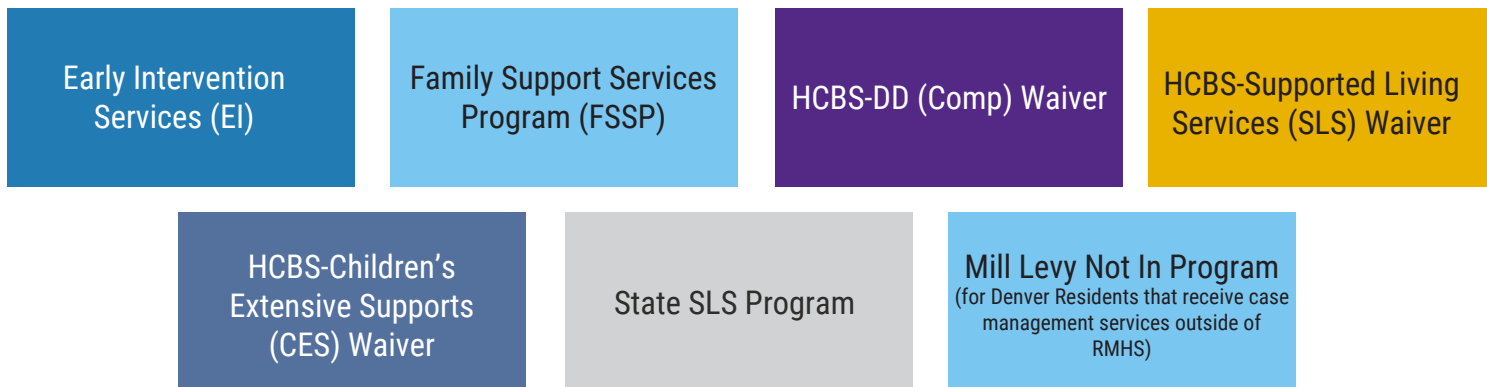 Early Intervention
Services (EI)
Family Support Services
Program (FSSP)
HCBS-DD (Comp) Waiver
HCBS-Supported Living
Services (SLS) Waiver
HCBS-Children’s
Extensive Supports
(CES) Waiver
State SLS Program
Mill Levy Not In Program
(for Denver Residents that receive case
management services outside of
RMHS)